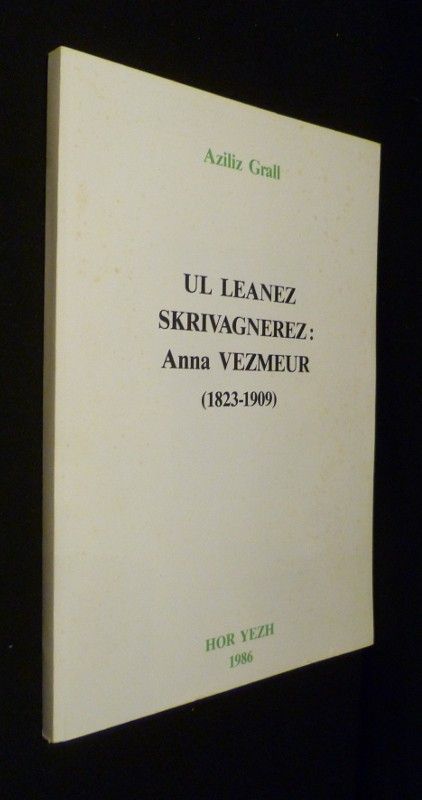 Aziliz Grall
UL LEANEZ
SKRIVAGNEREZ:
Anna VEZMEUR
(1823-1909)
HOR YEZH
1986